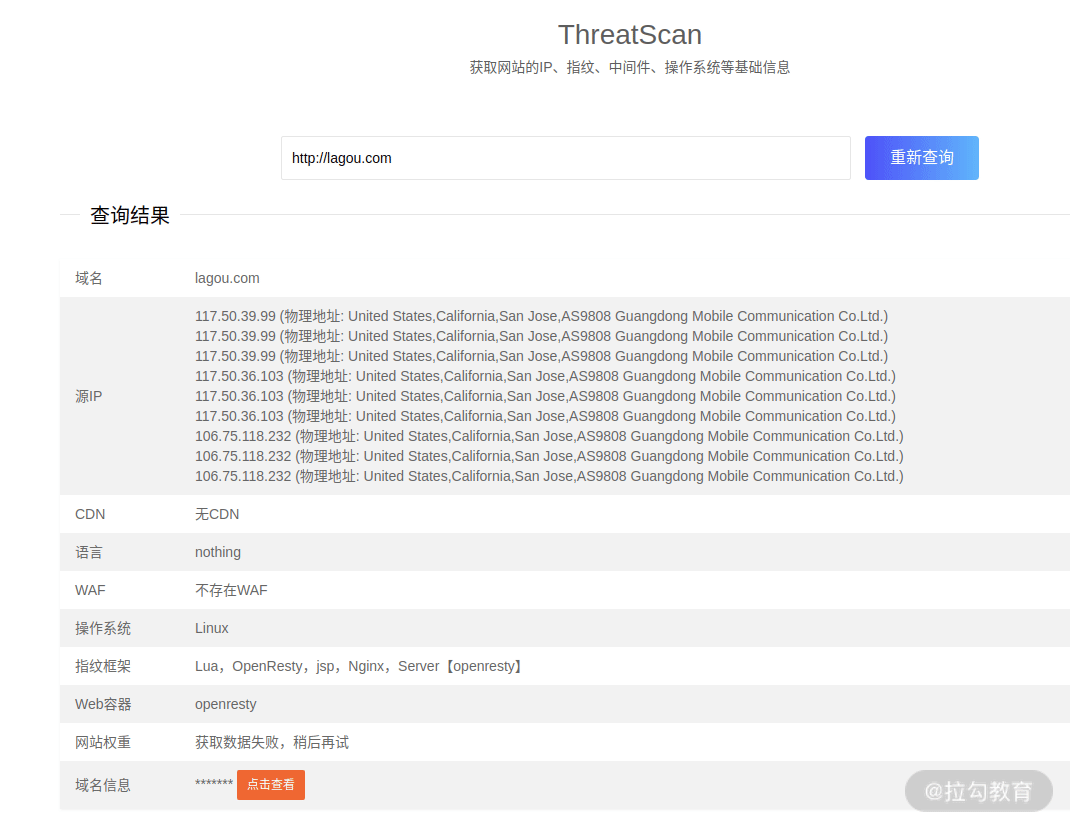 ThreatScan
获取网站的IP、指纹、中间件、操作系统等基础信息
http://lagou.com
重新查询
查询结果
域名 lagou.com
117.50.39.99 (物理地址: United States,California,San Jose,AS9808 Guangdong Mobile Communication Co.Ltd.)
117.50.39.99 (物理地址: United States,California,San Jose,AS9808 Guangdong Mobile Communication Co.Ltd.)
117.50.39.99 (物理地址: United States,California,San Jose,AS9808 Guangdong Mobile Communication Co.Ltd.)
117.50.36.103 (物理地址: United States,California,San Jose,AS9808 Guangdong Mobile Communication Co.Ltd.)
源IP 117.50.36.103 (物理地址: United States,California,San Jose,AS9808 Guangdong Mobile Communication Co.Ltd.)
117.50.36.103 (物理地址: United States,California,San Jose,AS9808 Guangdong Mobile Communication Co.Ltd.)
106.75.118.232 (物理地址: United States,California,San Jose,AS9808 Guangdong Mobile Communication Co.Ltd.)
106.75.118.232 (物理地址: United States,California,San Jose,AS9808 Guangdong Mobile Communication Co.Ltd.)
106.75.118.232 (物理地址: United States,California,San Jose,AS9808 Guangdong Mobile Communication Co.Ltd.)
CDN 无CDN
语言 nothing
WAF 不存在WAF
操作系统 Linux
指纹框架 Lua，OpenResty，jsp，Nginx，Server【openresty】
Web容器 openresty
网站权重 获取数据失败，稍后再试
域名信息 ******* 点击查看
@拉勾教育